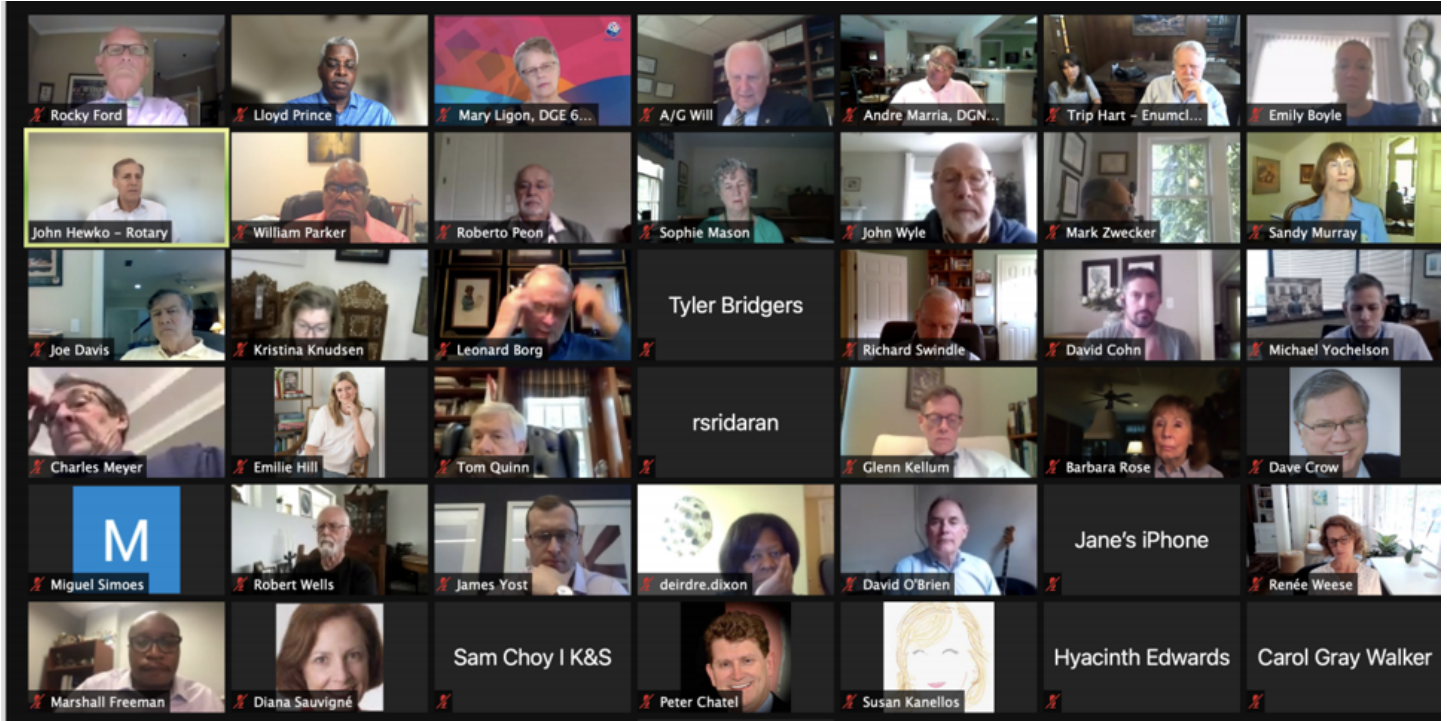 Rocky Ford
Lloyd Prince
Mary Ligon, DGE 6...
A/G Will
Andre Marria, DGN...
Trip Hart – Enumcl...
Emily Boyle
John Hewko – Rotary
William Parker
Roberto Peon
Sophie Mason
John Wyle
Mark Zwecker
Sandy Murray
Joe Davis
Kristina Knudsen
Leonard Borg
Tyler Bridgers
Richard Swindle
David Cohn
Michael Yochelson
Charles Meyer
Emilie Hill
Tom Quinn
rsridaran
Glenn Kellum
Barbara Rose
Dave Crow
M
Miguel Simoes
Robert Wells
James Yost
deirdre.dixon
David O'Brien
Jane's iPhone
Renée Weese
Marshall Freeman
Diana Sauvigné
Sam Choy I K&S
Peter Chatel
Susan Kanellos
Hyacinth Edwards
Carol Gray Walker